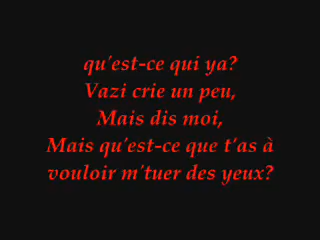 qu'est-ce qui ya?
Vazi crie un peu,
Mais dis moi,
Mais qu'est-ce que t'as à
vouloir m'tuer des yeux?